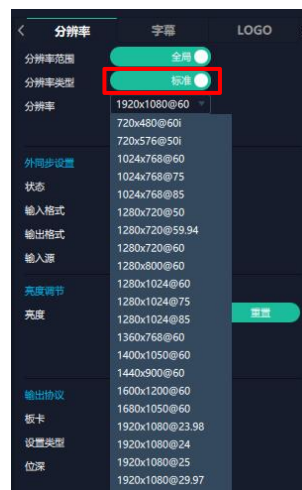 < 分辨率 字幕 LOGO
分辨率范围 全局
分辨率类型 标准
分辨率 1920x1080@60
720x480@60i
720x576@50i
外同步设置 1024x768@60
1024x768@75
状态 1024x768@85
输入格式 1280x720@50
输出格式 1280x720@59.94
输入源 1280x720@60
1280x800@60
亮度调节 1280x1024@60
1280x1024@75
亮度 1280x1024@85 重置
1360x768@60
1400x1050@60
1440x900@60
输出协议 1600x1200@60
板卡 1680x1050@60
1920x1080@23.98
设置类型 1920x1080@24
位深 1920x1080@25
1920x1080@29.97